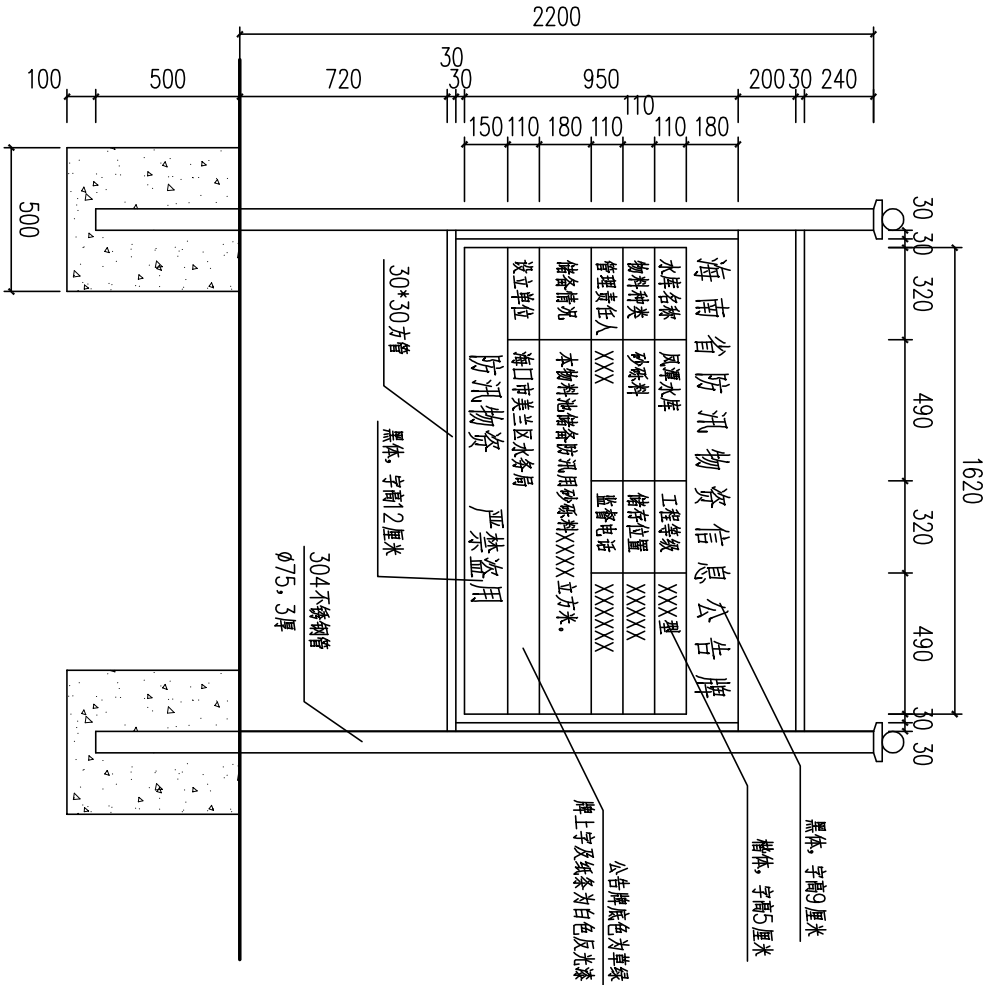 2200
100
500
720
30
30
950
200
30
240
150
110
180
110
110
110
180
500
30
30
320
490
320
490
30
30
1620
海南省防汛物资信息公告牌
水库名称 凤潭水库 工程等级 XXX型
物料种类 砂砾料 储存位置 XXXXX
管理责任人 XXX 监督电话 XXXXXX
储备情况 本物料池储备防汛用砂砾料XXXX立方米。
设立单位 海口市美兰区水务局
防汛物资 严禁盗用
30*30方管
黑体，字高12厘米
304不锈钢管
Ø75，3厚
黑体，字高9厘米
楷体，字高5厘米
公告牌底色为草绿
牌上字及纸条为白色反光漆